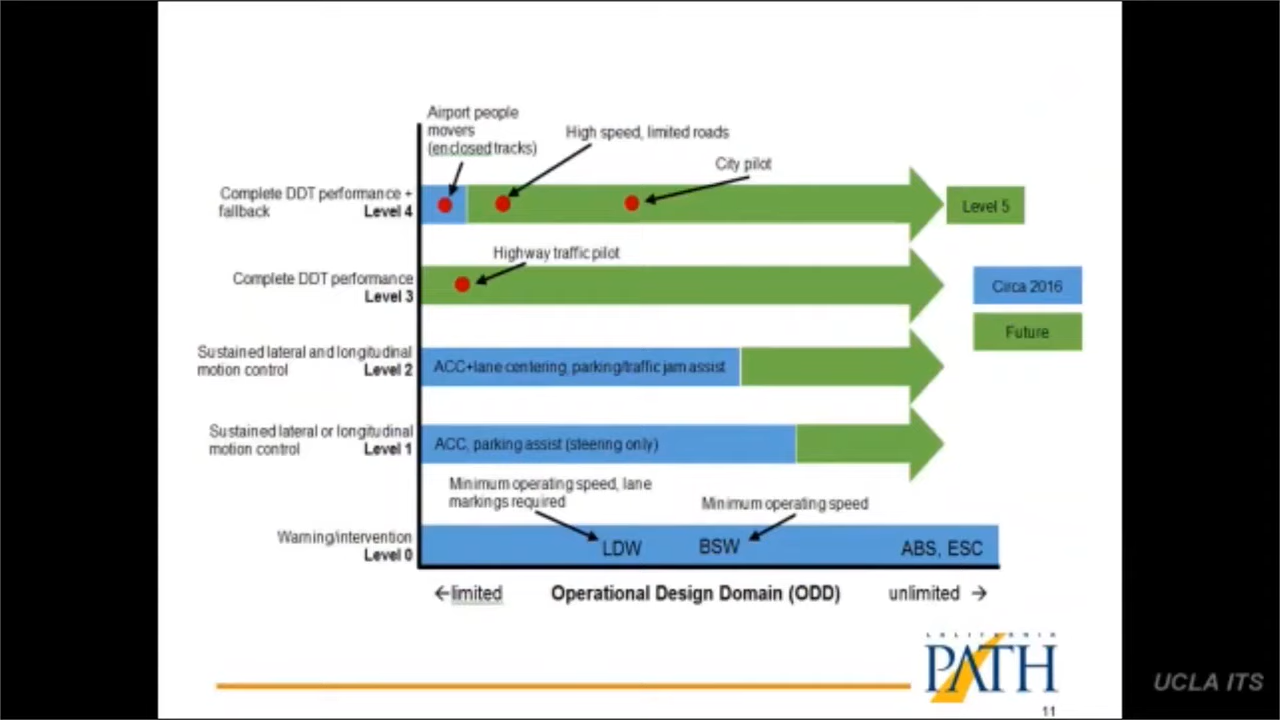 Airport people
movers
(enclosed tracks)
High speed, limited roads
City pilot
Complete DDT performance +
fallback Level 4
Level 5
Highway traffic pilot
Complete DDT performance
Level 3
Circa 2016
Future
Sustained lateral and longitudinal
motion control Level 2
ACC+lane centering, parking/traffic jam assist
Sustained lateral or longitudinal
motion control Level 1
ACC, parking assist (steering only)
Minimum operating speed, lane
markings required
Minimum operating speed
Warning/intervention
Level 0
LDW
BSW
ABS, ESC
←limited
Operational Design Domain (ODD)
unlimited →
CALIFORNIA
PATH
11
UCLA ITS